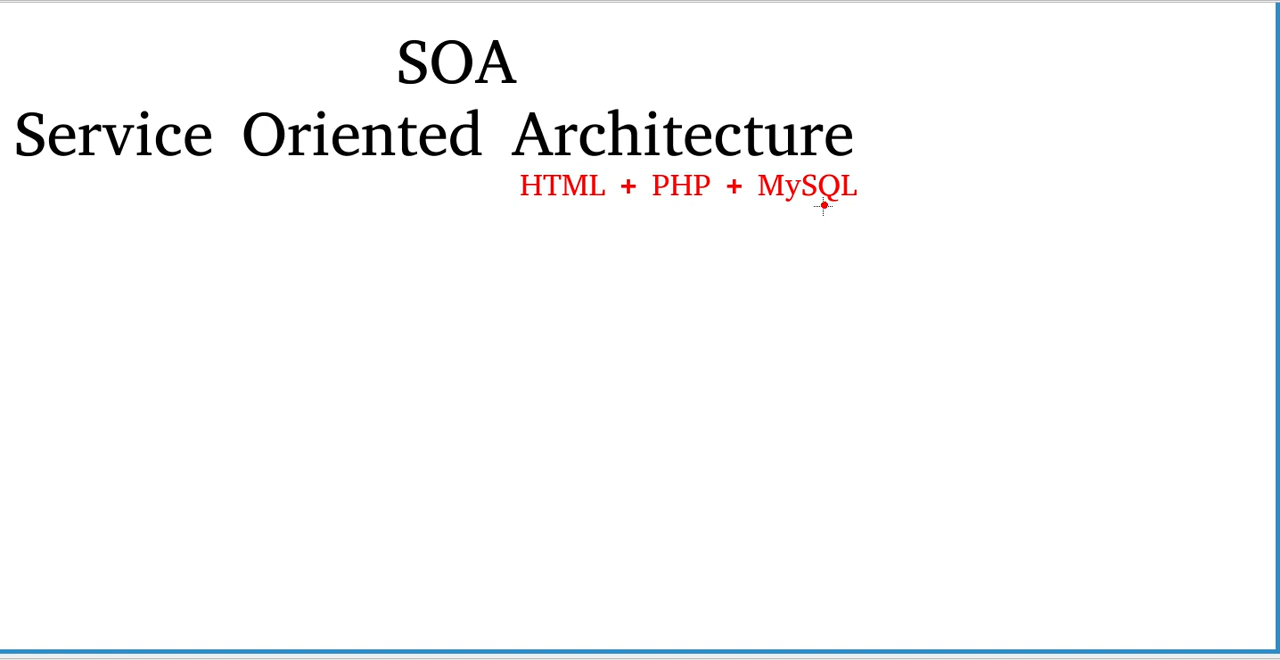 SOA
Service Oriented Architecture
HTML + PHP + MySQL